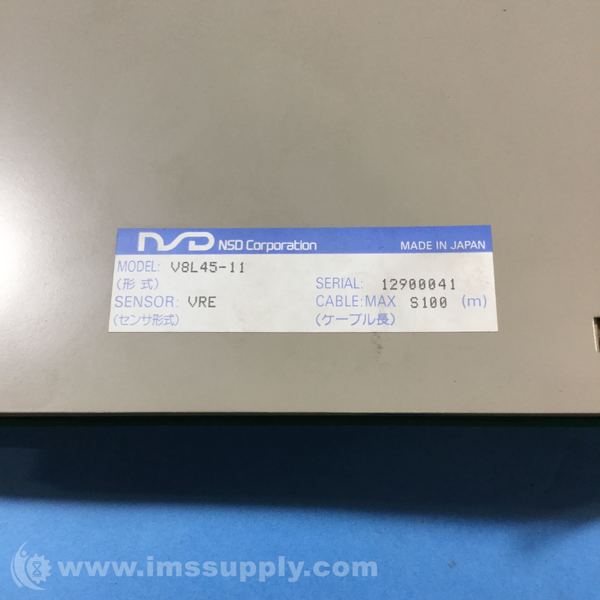 NSD NSD Corporation MADE IN JAPAN
MODEL: V8L45-11
(形式) SERIAL: 12900041
SENSOR: VRE CABLE:MAX S100 (m)
(センサ形式) (ケーブル長)
www.imssupply.com